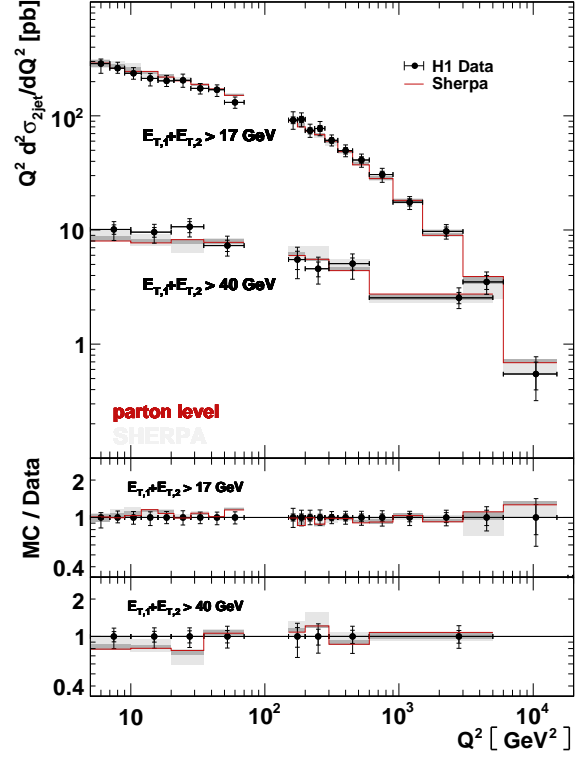 Q² d²σ₂jet/dQ² [pb]
H1 Data
Sherpa
10²
E_T,1+E_T,2 > 17 GeV
10
E_T,1+E_T,2 > 40 GeV
1
parton level
SHERPA
MC / Data
E_T,1+E_T,2 > 17 GeV
2
1
0.4
E_T,1+E_T,2 > 40 GeV
2
1
0.4
10 10² 10³ 10⁴
Q² [ GeV² ]